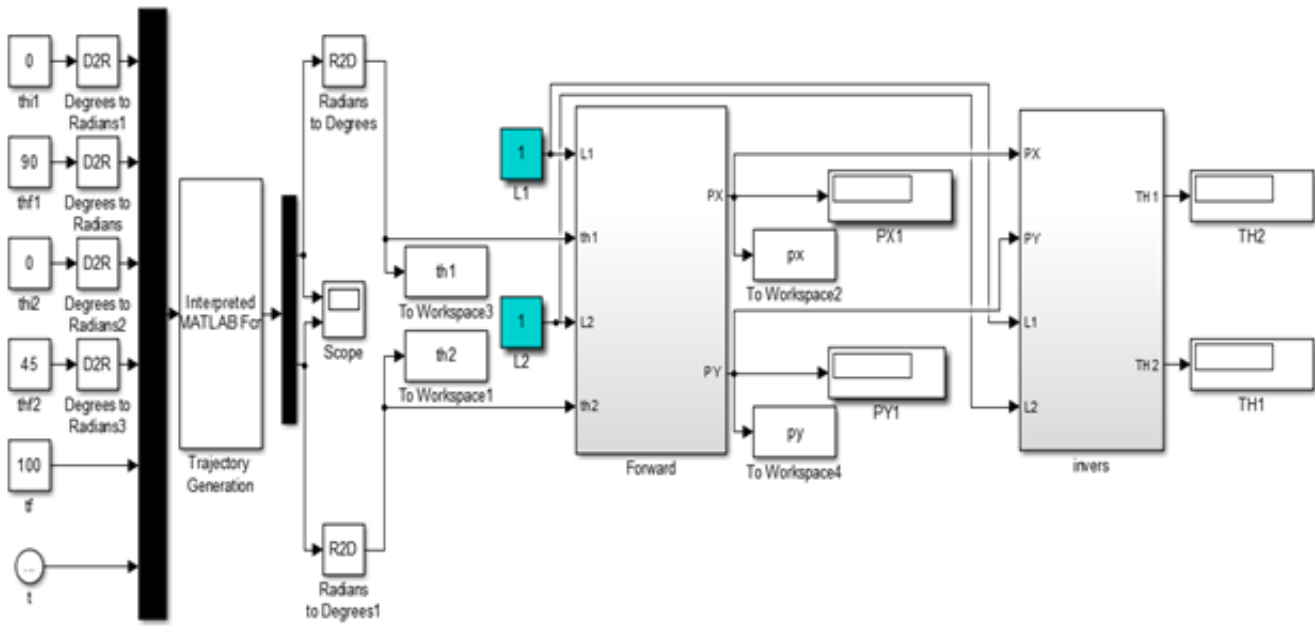 0
D2R
thi1
Degrees to
Radians1
90
D2R
thf1
Degrees to
Radians
0
D2R
thi2
Degrees to
Radians2
45
D2R
thf2
Degrees to
Radians3
100
tf
...
t
Interpreted
MATLAB Fcn
Trajectory
Generation
R2D
Radians
to Degrees
Scope
R2D
Radians
to Degrees1
th1
To Workspace3
th2
To Workspace1
1
L1
1
L2
L1
th1
L2
th2
PX
PY
Forward
PX1
px
To Workspace2
PY1
py
To Workspace4
PX
PY
L1
L2
TH1
TH2
invers
TH2
TH1